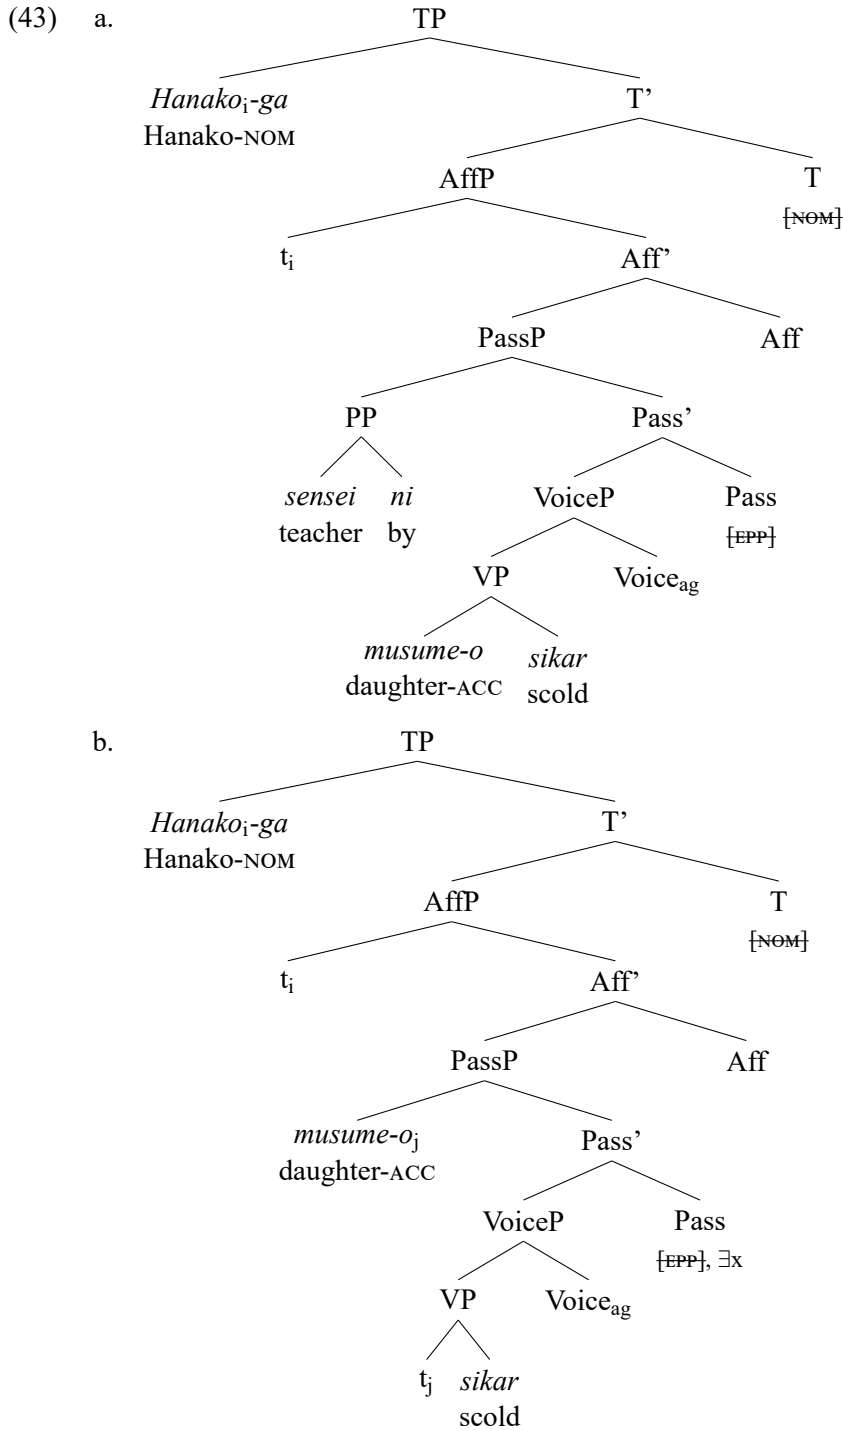 (43) a. TP
Hanakoi-ga T’
Hanako-NOM AffP T
[NOM]
ti Aff’
PassP Aff
PP Pass’
sensei ni VoiceP Pass
teacher by [EPP]
VP Voiceag
musume-o sikar
daughter-ACC scold
b. TP
Hanakoi-ga T’
Hanako-NOM
AffP T
[NOM]
ti Aff’
PassP Aff
musume-oj Pass’
daughter-ACC
VoiceP Pass
[EPP], ∃x
VP Voiceag
tj sikar
scold